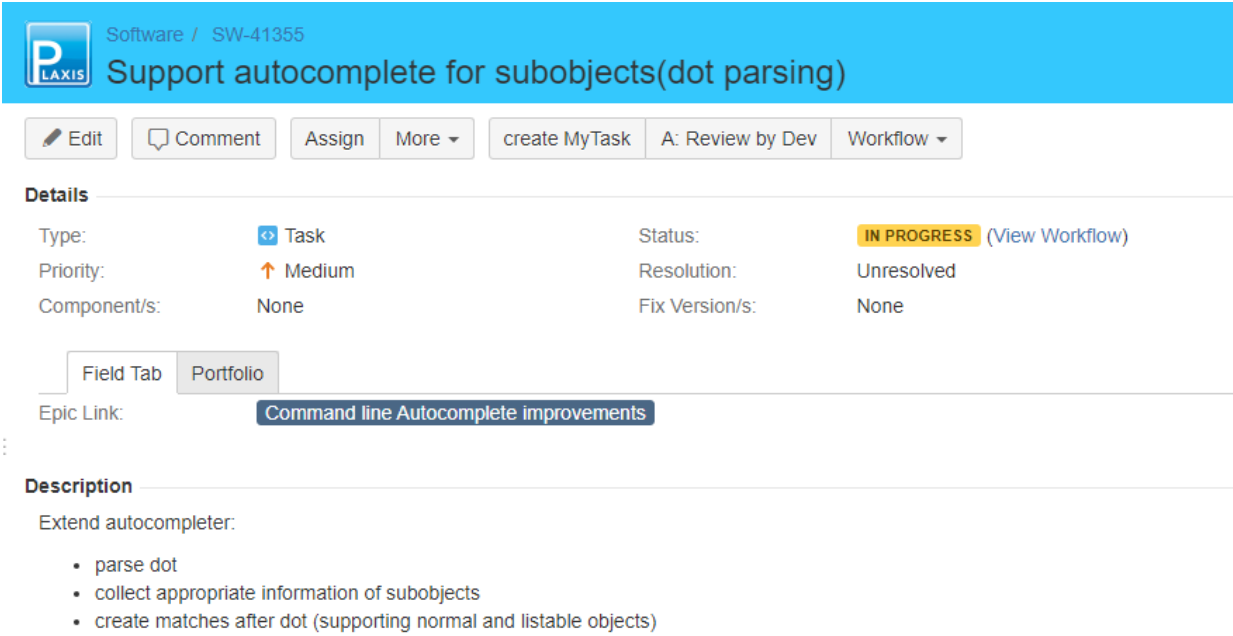 PLAXIS
Software / SW-41355
Support autocomplete for subobjects(dot parsing)
Edit Comment Assign More create MyTask A: Review by Dev Workflow
Details
Type: Task Status: IN PROGRESS (View Workflow)
Priority: Medium Resolution: Unresolved
Component/s: None Fix Version/s: None
Field Tab Portfolio
Epic Link: Command line Autocomplete improvements
Description
Extend autocompleter:
• parse dot
• collect appropriate information of subobjects
• create matches after dot (supporting normal and listable objects)